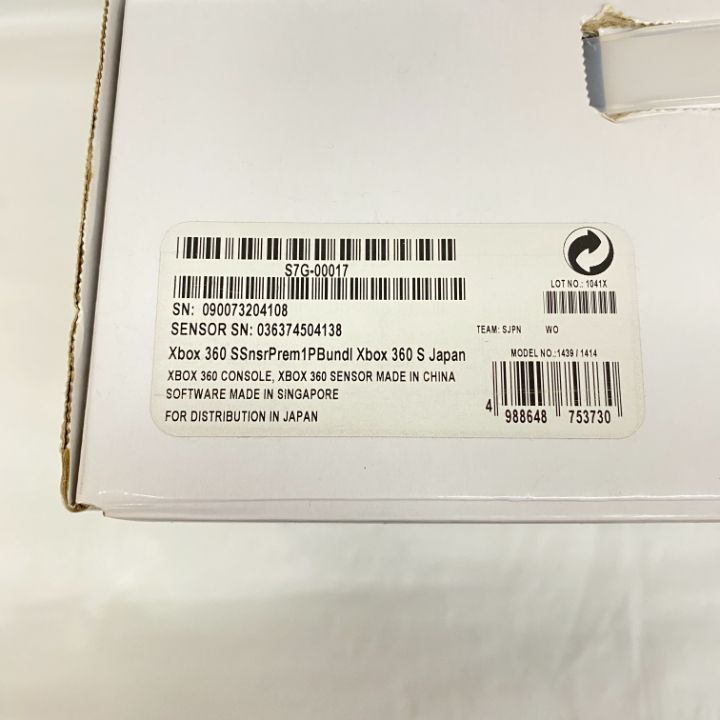 S7G-00017
SN: 090073204108
SENSOR SN: 036374504138
Xbox 360 SSnsrPrem1PBundl Xbox 360 S Japan
XBOX 360 CONSOLE, XBOX 360 SENSOR MADE IN CHINA
SOFTWARE MADE IN SINGAPORE
FOR DISTRIBUTION IN JAPAN
LOT NO.: 1041X
TEAM: SJPN WO
MODEL NO.:1439 / 1414
4 988648 753730